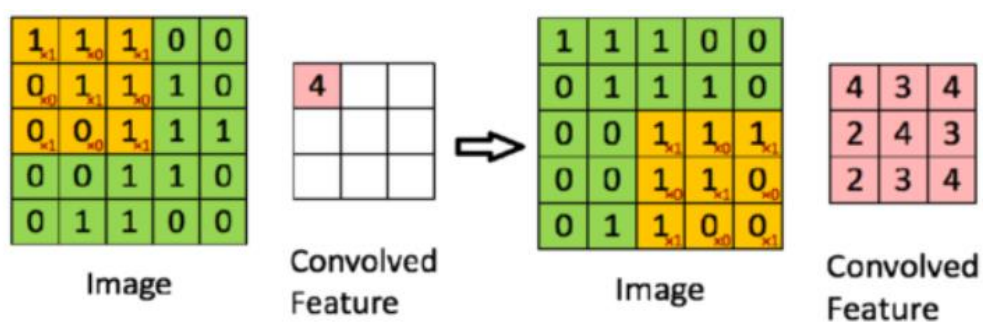 1×1 1×0 1×1 0 0
0×0 1×1 1×0 1 0
0×1 0×0 1×1 1 1
0 0 1 1 0
0 1 1 0 0
Image
4
Convolved
Feature
1 1 1 0 0
0 1 1 1 0
0 0 1×1 1×0 1×1
0 0 1×0 1×1 0×0
0 1 1×1 0×0 0×1
Image
4 3 4
2 4 3
2 3 4
Convolved
Feature